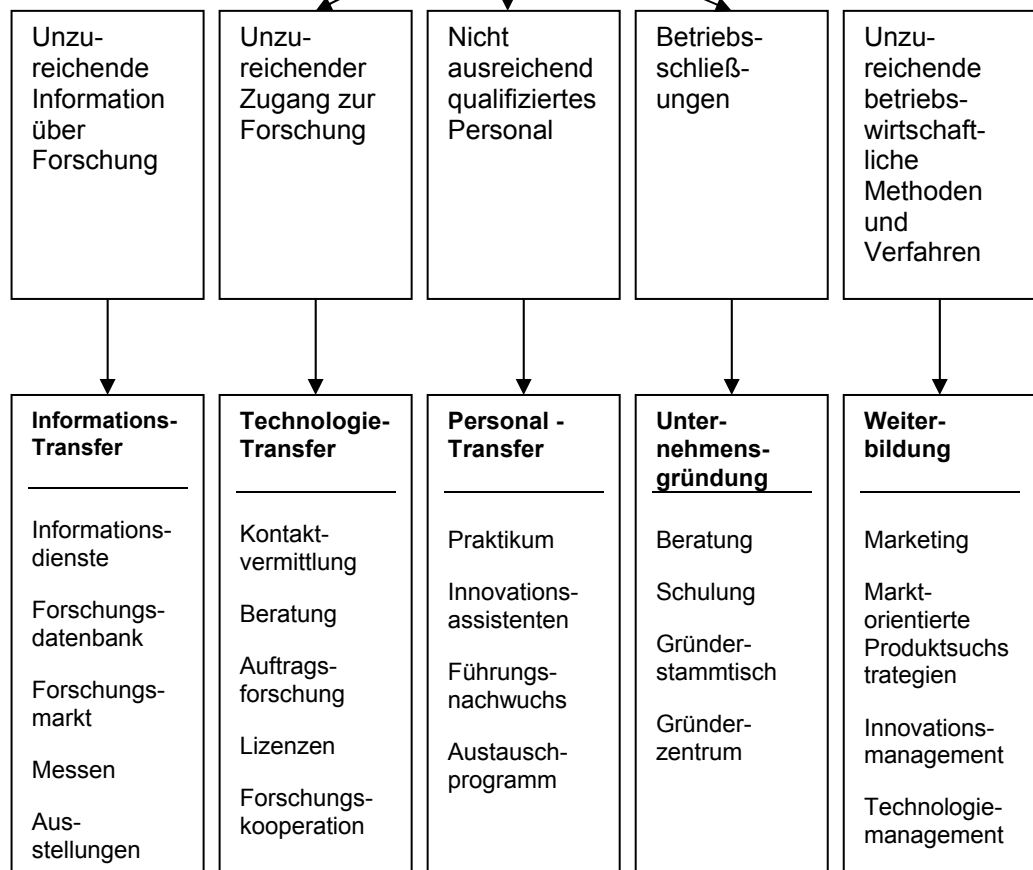 Unzu-
reichende
Information
über
Forschung
Unzu-
reichender
Zugang zur
Forschung
Nicht
ausreichend
qualifiziertes
Personal
Betriebs-
schließ-
ungen
Unzu-
reichende
betriebs-
wirtschaft-
liche
Methoden
und
Verfahren
Informations-
Transfer
Informations-
dienste
Forschungs-
datenbank
Forschungs-
markt
Messen
Aus-
stellungen
Technologie-
Transfer
Kontakt-
vermittlung
Beratung
Auftrags-
forschung
Lizenzen
Forschungs-
kooperation
Personal -
Transfer
Praktikum
Innovations-
assistenten
Führungs-
nachwuchs
Austausch-
programm
Unter-
nehmens-
gründung
Beratung
Schulung
Gründer-
stammtisch
Gründer-
zentrum
Weiter-
bildung
Marketing
Markt-
orientierte
Produktsuchs
trategien
Innovations-
management
Technologie-
management